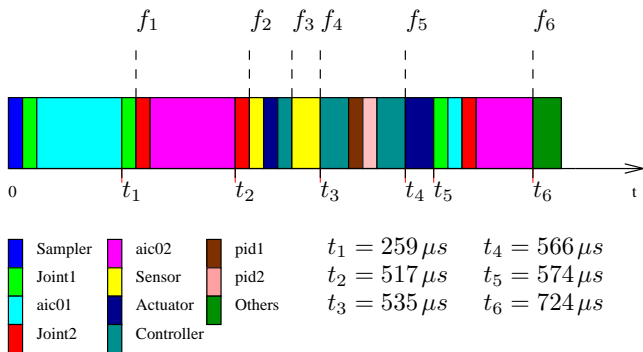 f₁ f₂ f₃ f₄ f₅ f₆
0 t₁ t₂ t₃ t₄ t₅ t₆ t
Sampler aic02 pid1 t₁ = 259 μs t₄ = 566 μs
Joint1 Sensor pid2 t₂ = 517 μs t₅ = 574 μs
aic01 Actuator Others t₃ = 535 μs t₆ = 724 μs
Joint2 Controller